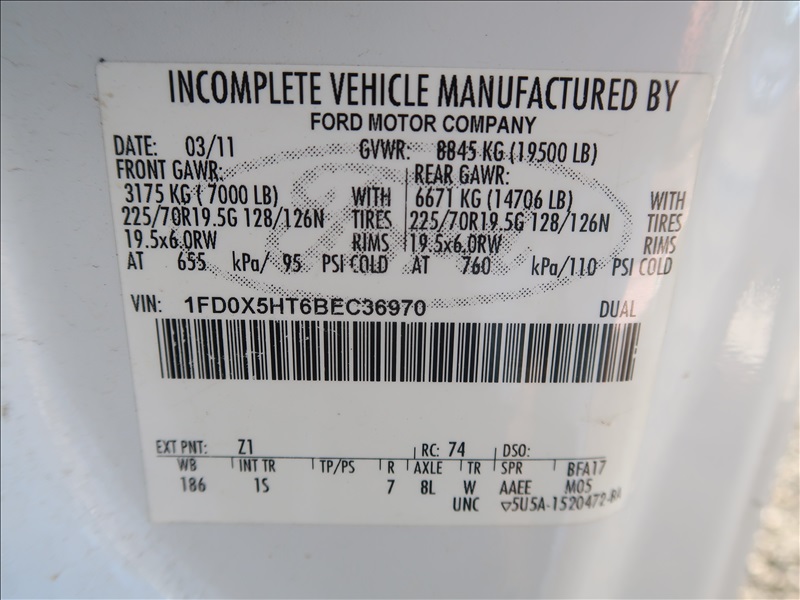 INCOMPLETE VEHICLE MANUFACTURED BY
FORD MOTOR COMPANY
DATE: 03/11 GVWR: 8845 KG (19500 LB)
FRONT GAWR: REAR GAWR:
3175 KG ( 7000 LB) WITH 6671 KG (14706 LB) WITH
225/70R19.5G 128/126N TIRES 225/70R19.5G 128/126N TIRES
19.5x6.0RW RIMS 19.5x6.0RW RIMS
AT 655 kPa/ 95 PSI COLD AT 760 kPa/110 PSI COLD
VIN: 1FD0X5HT6BEC36970 DUAL
EXT PNT: Z1 RC: 74 DSO:
WB INT TR TP/PS R AXLE TR SPR BFA17
186 1S 7 8L W AAEE M05
UNC ▽5U5A-1520472-